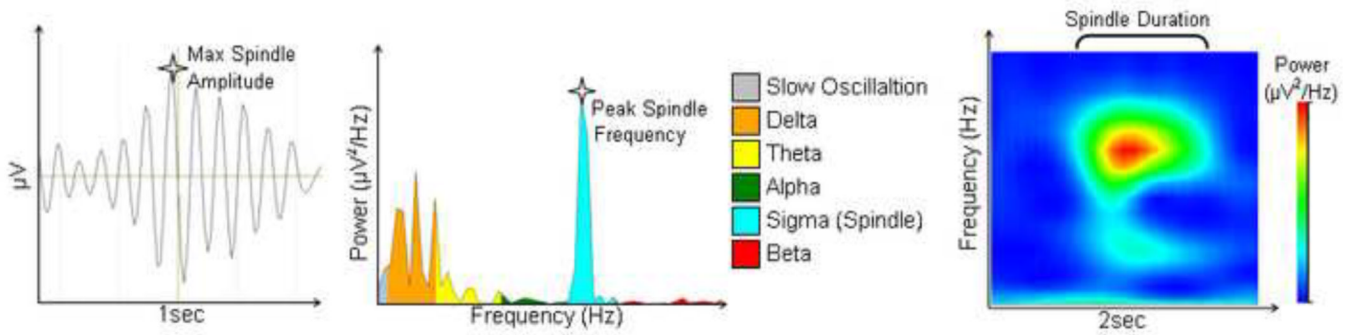 Max Spindle
Amplitude
µV
1sec
Power (µV²/Hz)
Peak Spindle
Frequency
Frequency (Hz)
Slow Oscillaltion
Delta
Theta
Alpha
Sigma (Spindle)
Beta
Spindle Duration
Frequency (Hz)
2sec
Power
(µV²/Hz)